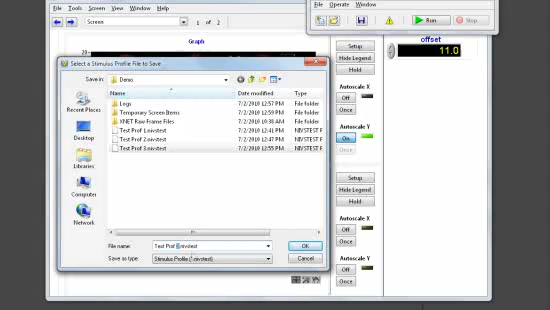 File Tools Screen View Window Help
File Operate Window
Screen
1 of 2
Run
Stop
Graph
20
offset
11.0
Setup
Hide Legend
Hold
Autoscale X
Off
Once
Autoscale Y
On
Once
Setup
Hide Legend
Hold
Autoscale X
Off
Once
Autoscale Y
Off
Once
Select a Stimulus Profile File to Save
Save in: Demo
Name Date modified Type
Logs 7/2/2010 12:57 PM File folder
Temporary Screen Items 7/2/2010 12:59 PM File folder
XNET Raw Frame Files 7/2/2010 10:38 AM File folder
Test Prof 1.nivstest 7/2/2010 12:41 PM NIVSTEST F
Test Prof 2.nivstest 7/2/2010 12:47 PM NIVSTEST F
Test Prof 3.nivstest 7/2/2010 12:55 PM NIVSTEST F
Recent Places
Desktop
Libraries
Computer
Network
File name: OK
Save as type: Stimulus Profile (*.nivstest) Cancel